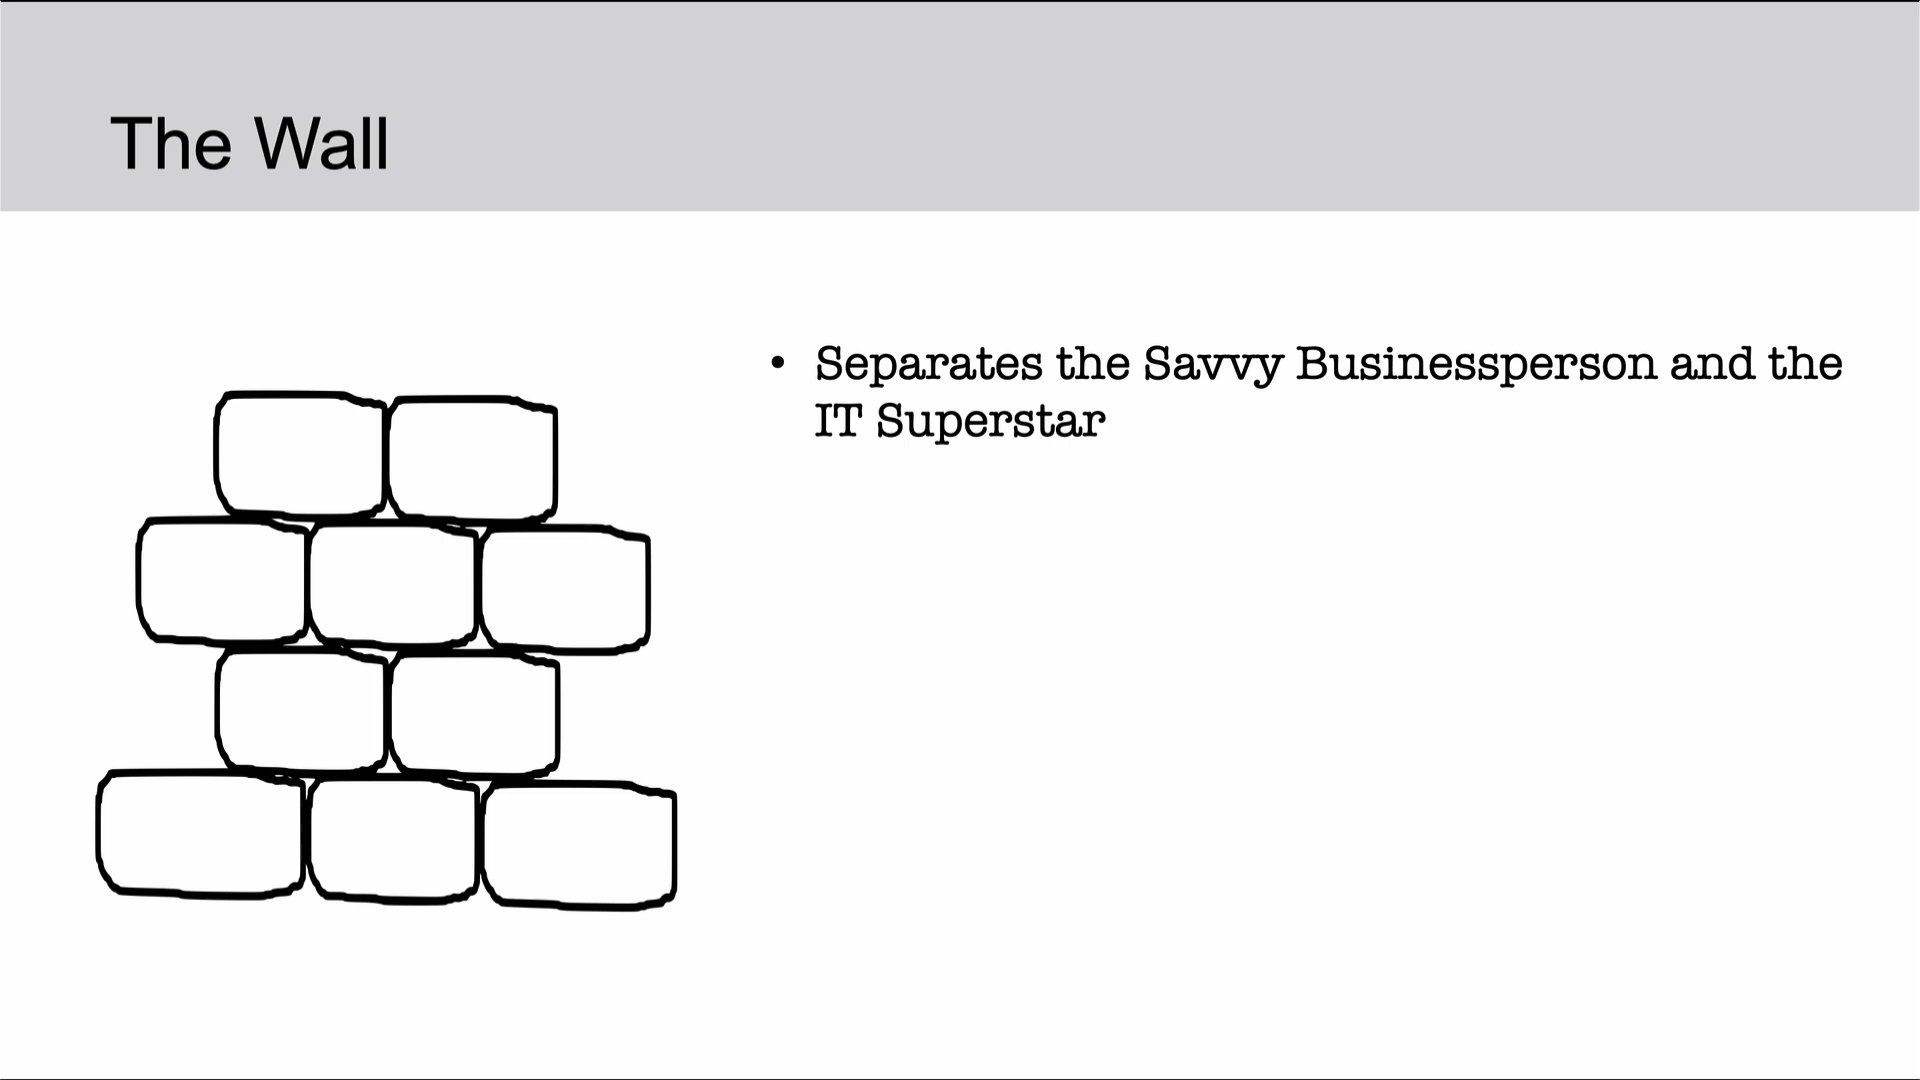 The Wall
• Separates the Savvy Businessperson and the
IT Superstar